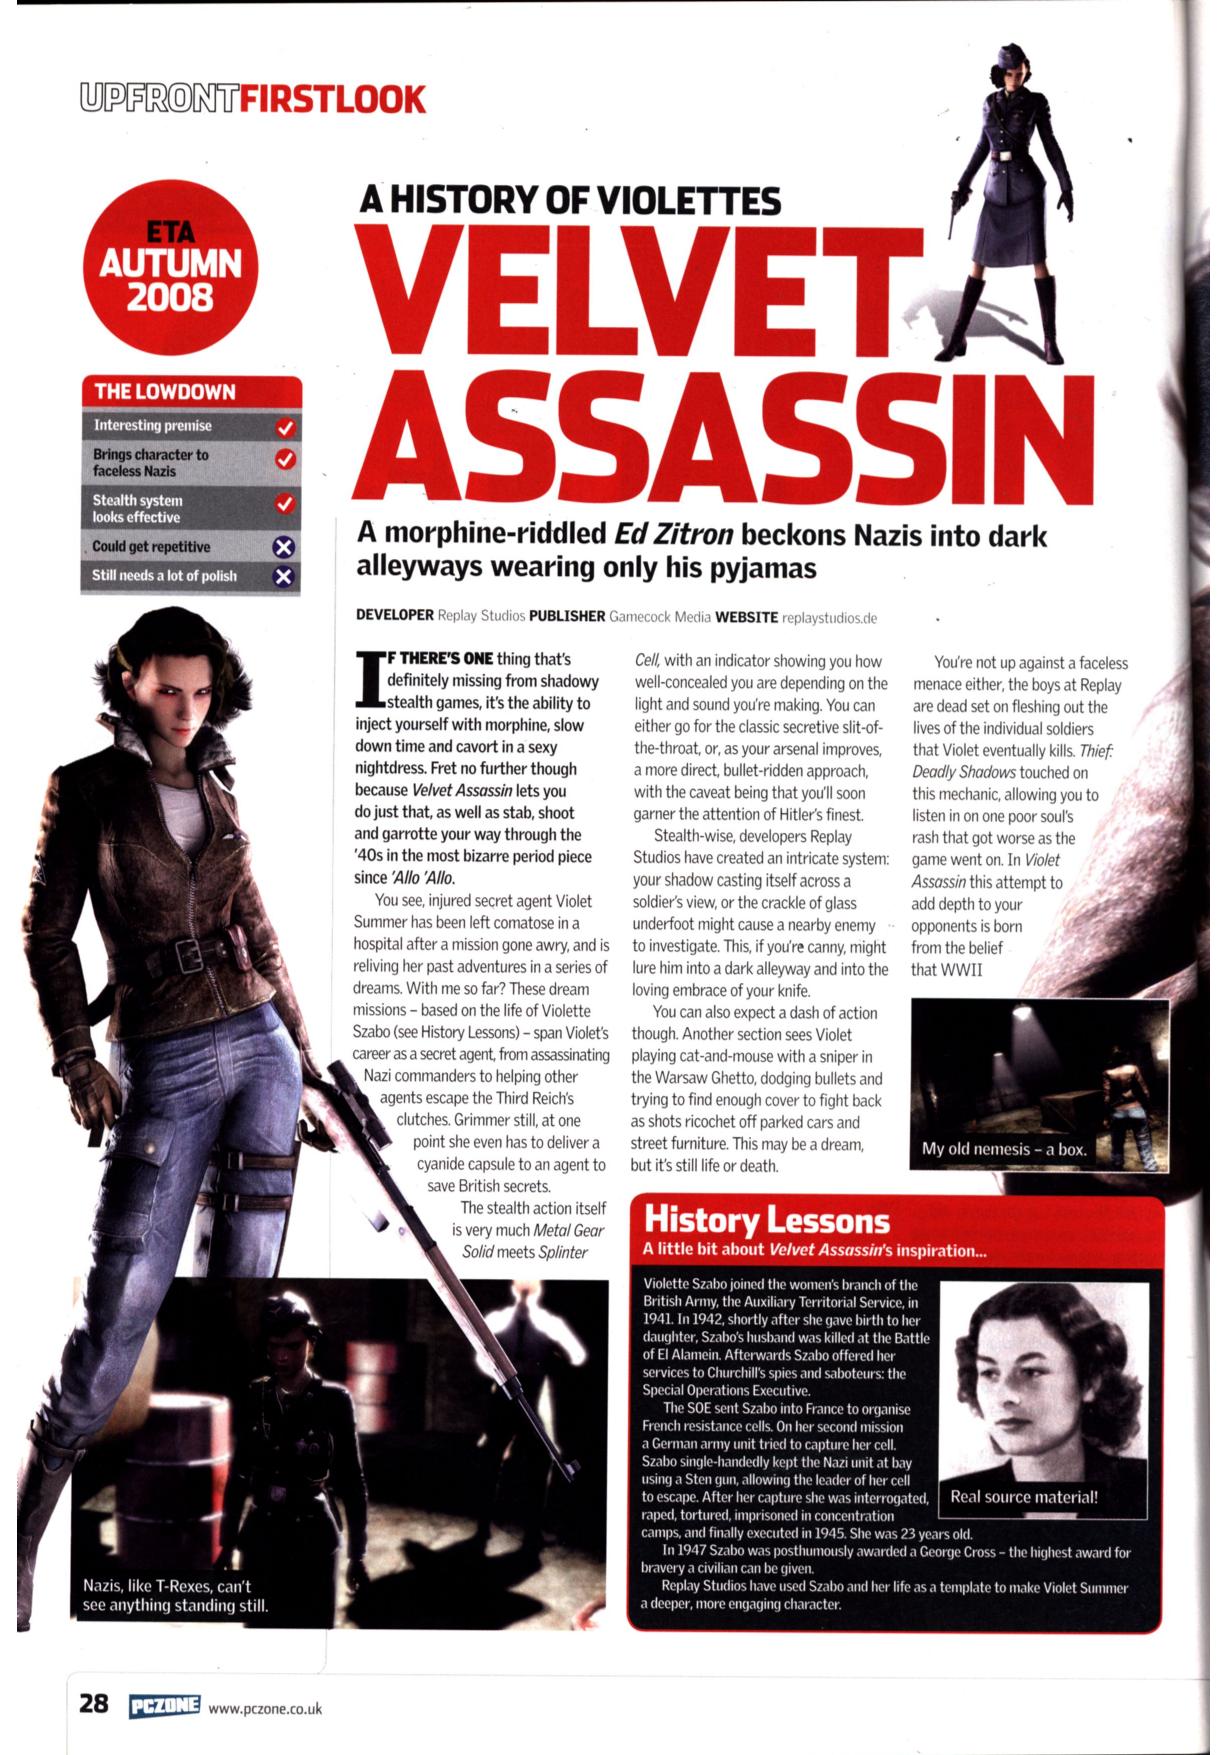 UPFRONTFIRSTLOOK
ETA
AUTUMN
2008
THE LOWDOWN
Interesting premise
Brings character to
faceless Nazis
Stealth system
looks effective
Could get repetitive
Still needs a lot of polish
A HISTORY OF VIOLETTES
VELVET
ASSASSIN
A morphine-riddled Ed Zitron beckons Nazis into dark
alleyways wearing only his pyjamas
DEVELOPER Replay Studios PUBLISHER Gamecock Media WEBSITE replaystudios.de
IF THERE'S ONE thing that's
definitely missing from shadowy
stealth games, it's the ability to
inject yourself with morphine, slow
down time and cavort in a sexy
nightdress. Fret no further though
because Velvet Assassin lets you
do just that, as well as stab, shoot
and garrotte your way through the
'40s in the most bizarre period piece
since 'Allo 'Allo.
You see, injured secret agent Violet
Summer has been left comatose in a
hospital after a mission gone awry, and is
reliving her past adventures in a series of
dreams. With me so far? These dream
missions – based on the life of Violette
Szabo (see History Lessons) – span Violet's
career as a secret agent, from assassinating
Nazi commanders to helping other
agents escape the Third Reich's
clutches. Grimmer still, at one
point she even has to deliver a
cyanide capsule to an agent to
save British secrets.
The stealth action itself
is very much Metal Gear
Solid meets Splinter
Cell, with an indicator showing you how
well-concealed you are depending on the
light and sound you're making. You can
either go for the classic secretive slit-of-
the-throat, or, as your arsenal improves,
a more direct, bullet-ridden approach,
with the caveat being that you'll soon
garner the attention of Hitler's finest.
Stealth-wise, developers Replay
Studios have created an intricate system:
your shadow casting itself across a
soldier's view, or the crackle of glass
underfoot might cause a nearby enemy
to investigate. This, if you're canny, might
lure him into a dark alleyway and into the
loving embrace of your knife.
You can also expect a dash of action
though. Another section sees Violet
playing cat-and-mouse with a sniper in
the Warsaw Ghetto, dodging bullets and
trying to find enough cover to fight back
as shots ricochet off parked cars and
street furniture. This may be a dream,
but it's still life or death.
You're not up against a faceless
menace either, the boys at Replay
are dead set on fleshing out the
lives of the individual soldiers
that Violet eventually kills. Thief:
Deadly Shadows touched on
this mechanic, allowing you to
listen in on one poor soul's
rash that got worse as the
game went on. In Violet
Assassin this attempt to
add depth to your
opponents is born
from the belief
that WWII
My old nemesis – a box.
Nazis, like T-Rexes, can't
see anything standing still.
History Lessons
A little bit about Velvet Assassin's inspiration...
Violette Szabo joined the women's branch of the
British Army, the Auxiliary Territorial Service, in
1941. In 1942, shortly after she gave birth to her
daughter, Szabo's husband was killed at the Battle
of El Alamein. Afterwards Szabo offered her
services to Churchill's spies and saboteurs: the
Special Operations Executive.
The SOE sent Szabo into France to organise
French resistance cells. On her second mission
a German army unit tried to capture her cell.
Szabo single-handedly kept the Nazi unit at bay
using a Sten gun, allowing the leader of her cell
to escape. After her capture she was interrogated,
raped, tortured, imprisoned in concentration
camps, and finally executed in 1945. She was 23 years old.
In 1947 Szabo was posthumously awarded a George Cross – the highest award for
bravery a civilian can be given.
Replay Studios have used Szabo and her life as a template to make Violet Summer
a deeper, more engaging character.
Real source material!
28 PCZONE www.pczone.co.uk